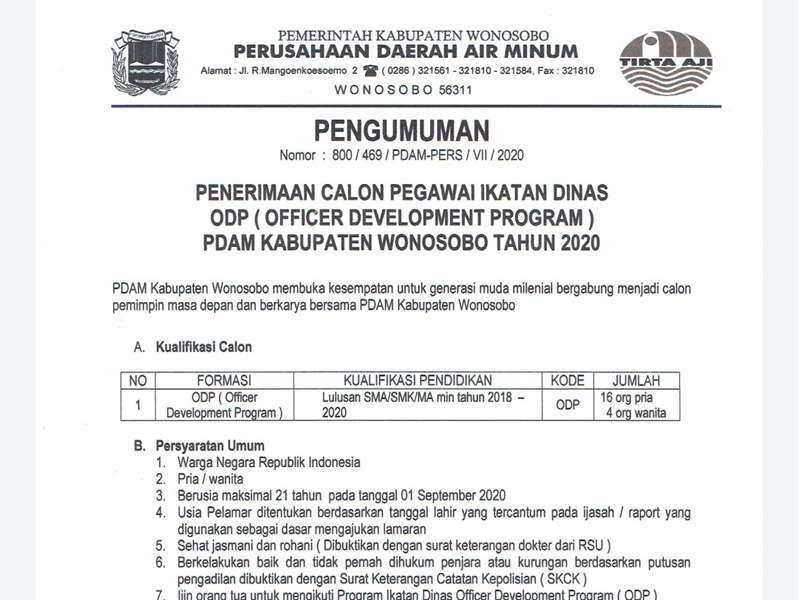 PEMERINTAH KABUPATEN WONOSOBO
PERUSAHAAN DAERAH AIR MINUM
Alamat : Jl. R.Mangoenkoesoemo 2 ☎ ( 0286 ) 321561 - 321810 - 321584, Fax : 321810
WONOSOBO 56311
TIRTA AJI
PENGUMUMAN
Nomor : 800 / 469 / PDAM-PERS / VII / 2020
PENERIMAAN CALON PEGAWAI IKATAN DINAS
ODP ( OFFICER DEVELOPMENT PROGRAM )
PDAM KABUPATEN WONOSOBO TAHUN 2020
PDAM Kabupaten Wonosobo membuka kesempatan untuk generasi muda milenial bergabung menjadi calon
pemimpin masa depan dan berkarya bersama PDAM Kabupaten Wonosobo
A. Kualifikasi Calon
NO FORMASI KUALIFIKASI PENDIDIKAN KODE JUMLAH
1 ODP ( Officer Development Program ) Lulusan SMA/SMK/MA min tahun 2018 – 2020 ODP 16 org pria 4 org wanita
B. Persyaratan Umum
1. Warga Negara Republik Indonesia
2. Pria / wanita
3. Berusia maksimal 21 tahun pada tanggal 01 September 2020
4. Usia Pelamar ditentukan berdasarkan tanggal lahir yang tercantum pada ijasah / raport yang
digunakan sebagai dasar mengajukan lamaran
5. Sehat jasmani dan rohani ( Dibuktikan dengan surat keterangan dokter dari RSU )
6. Berkelakukan baik dan tidak pernah dihukum penjara atau kurungan berdasarkan putusan
pengadilan dibuktikan dengan Surat Keterangan Catatan Kepolisian ( SKCK )
7. Ijin orang tua untuk mengikuti Program Ikatan Dinas Officer Development Program ( ODP )